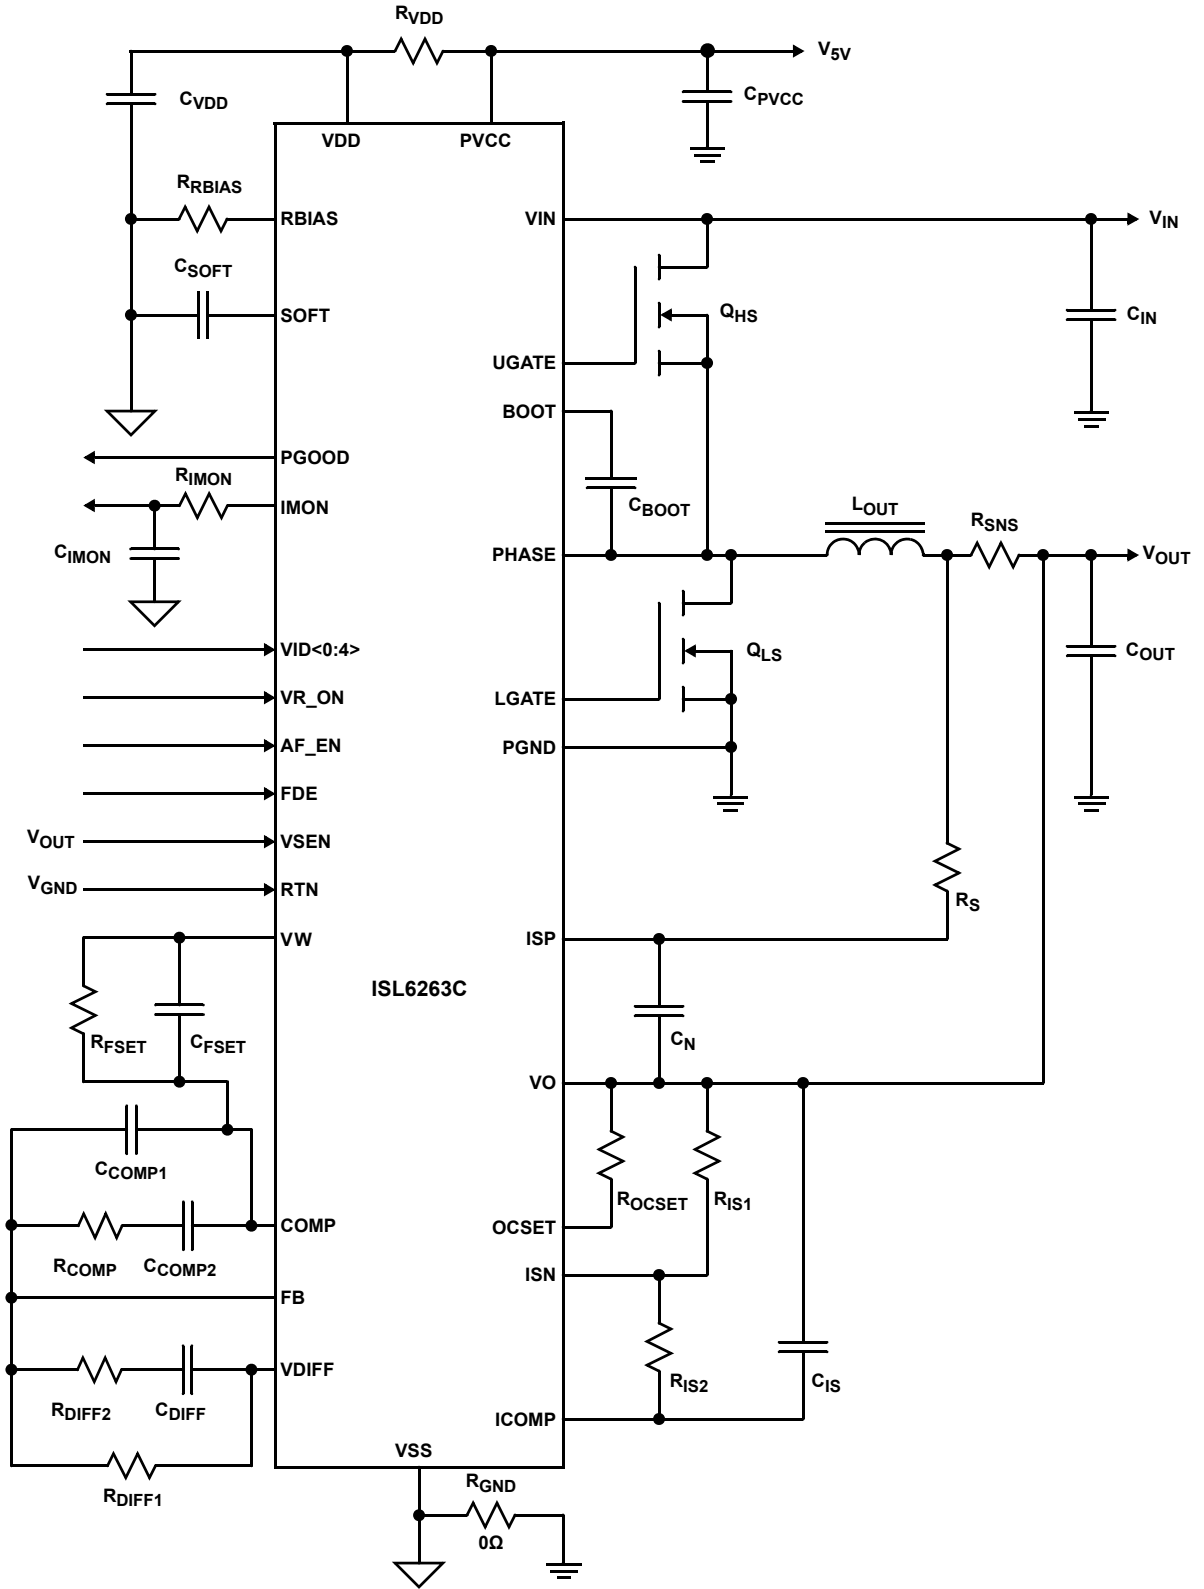 RVDD
V5V
CVDD
CPVCC
VDD
PVCC
RRBIAS
RBIAS
VIN
VIN
CSOFT
SOFT
QHS
CIN
UGATE
BOOT
PGOOD
RIMON
IMON
CBOOT
LOUT
RSNS
CIMON
PHASE
VOUT
VID<0:4>
QLS
COUT
VR_ON
LGATE
AF_EN
PGND
FDE
VOUT
VSEN
VGND
RTN
RS
VW
ISP
ISL6263C
RFSET
CFSET
CN
VO
CCOMP1
ROCSET
RIS1
COMP
OCSET
RCOMP
CCOMP2
ISN
FB
VDIFF
RIS2
CIS
RDIFF2
CDIFF
ICOMP
VSS
RDIFF1
RGND
0Ω